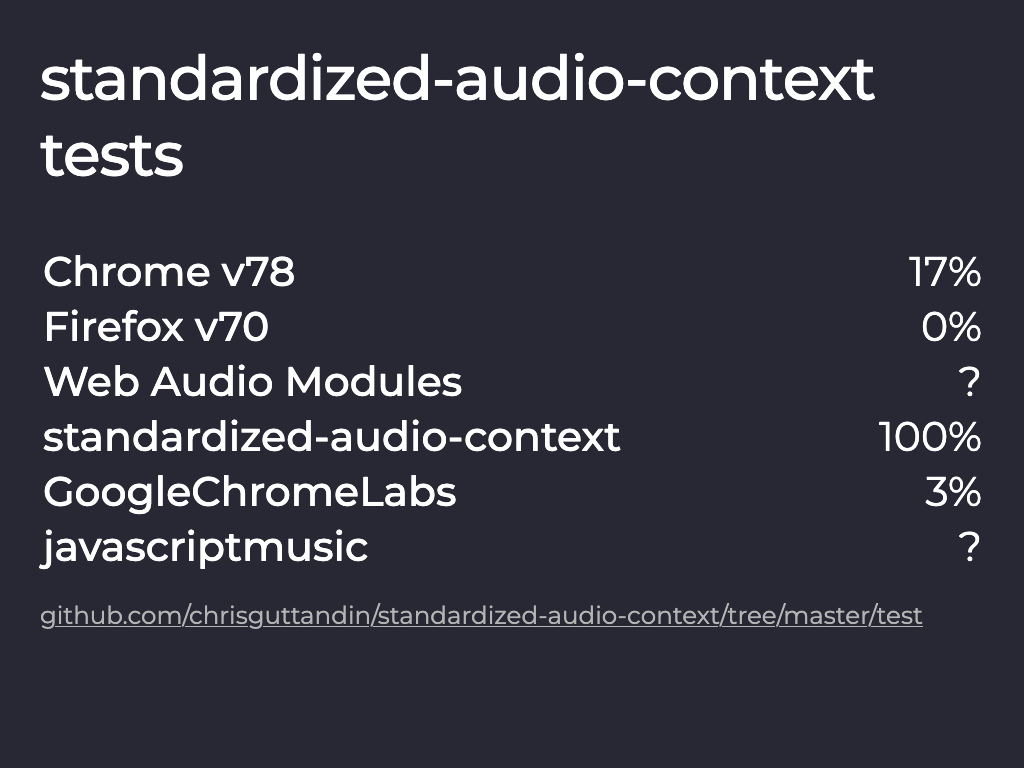 standardized-audio-context
tests
Chrome v78 17%
Firefox v70 0%
Web Audio Modules ?
standardized-audio-context 100%
GoogleChromeLabs 3%
javascriptmusic ?
github.com/chrisguttandin/standardized-audio-context/tree/master/test